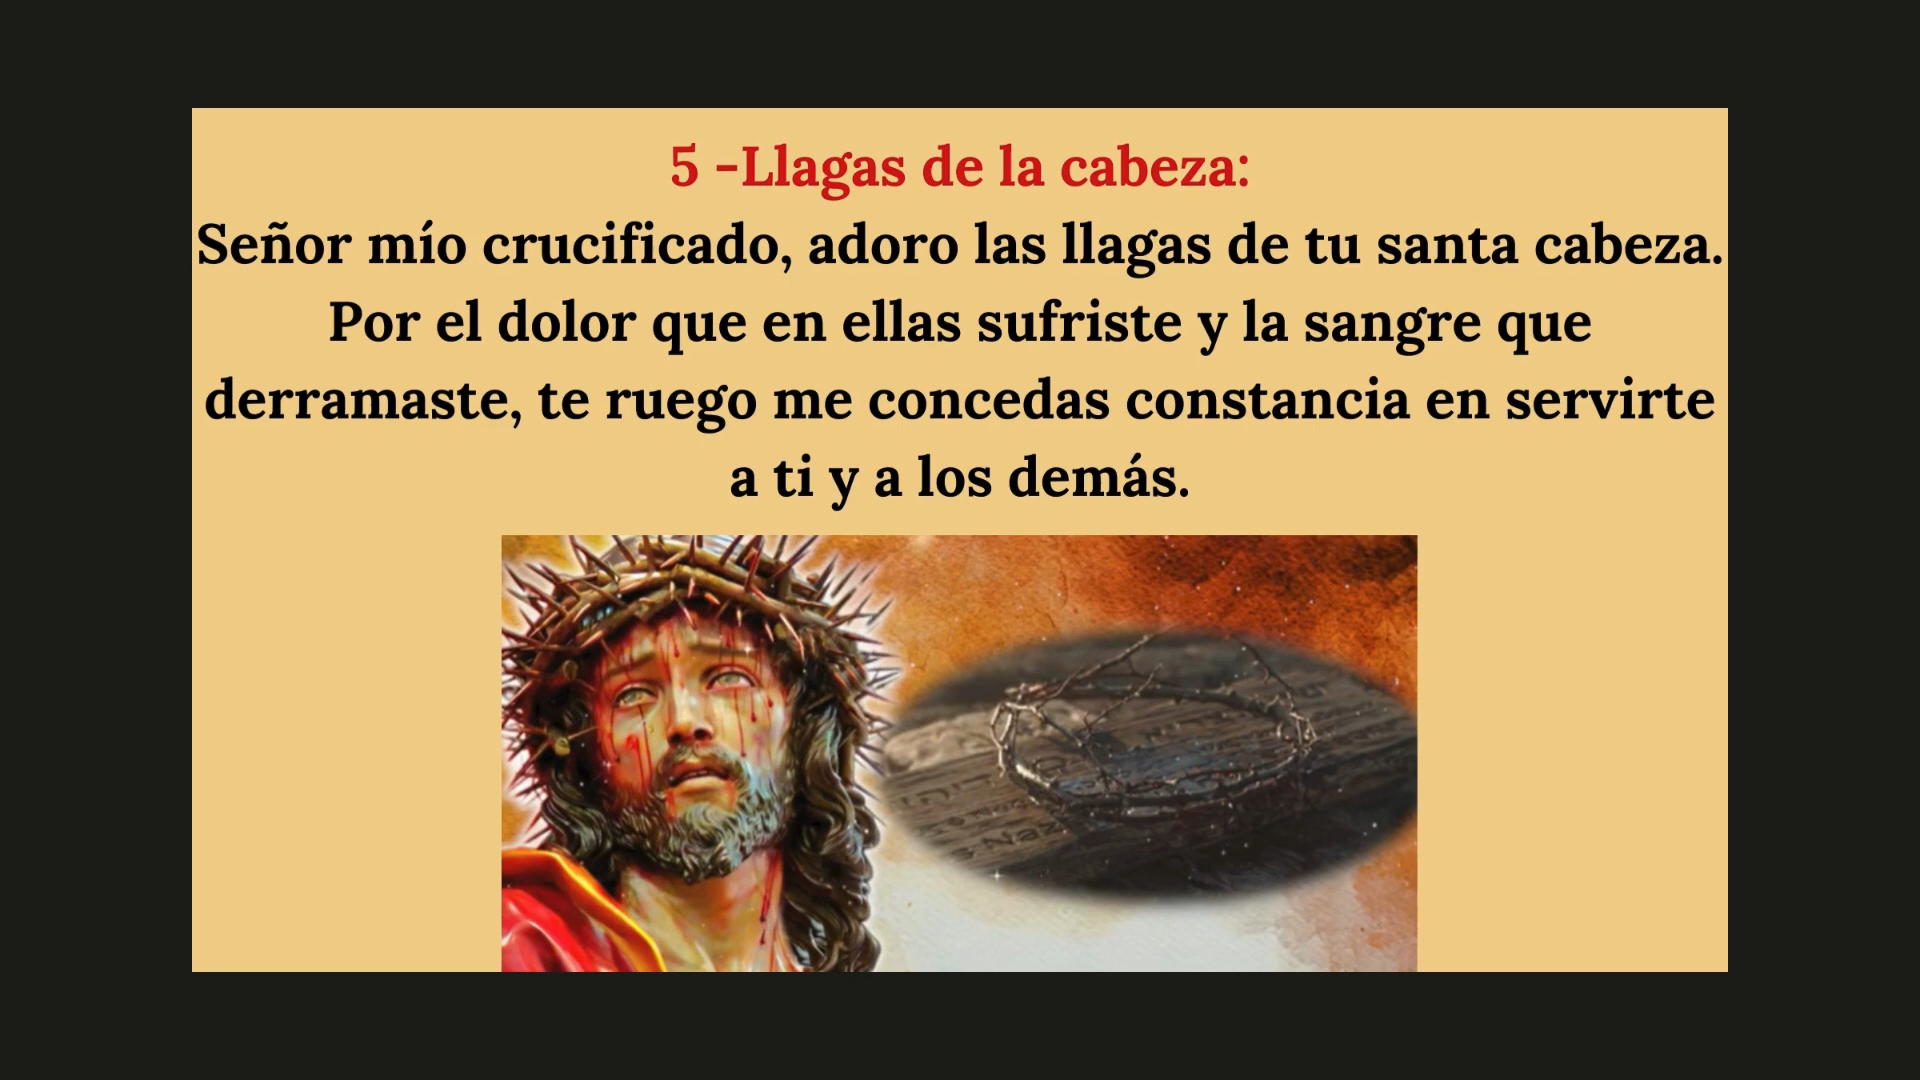 5 -Llagas de la cabeza:
Señor mío crucificado, adoro las llagas de tu santa cabeza.
Por el dolor que en ellas sufriste y la sangre que
derramaste, te ruego me concedas constancia en servirte
a ti y a los demás.
Naz